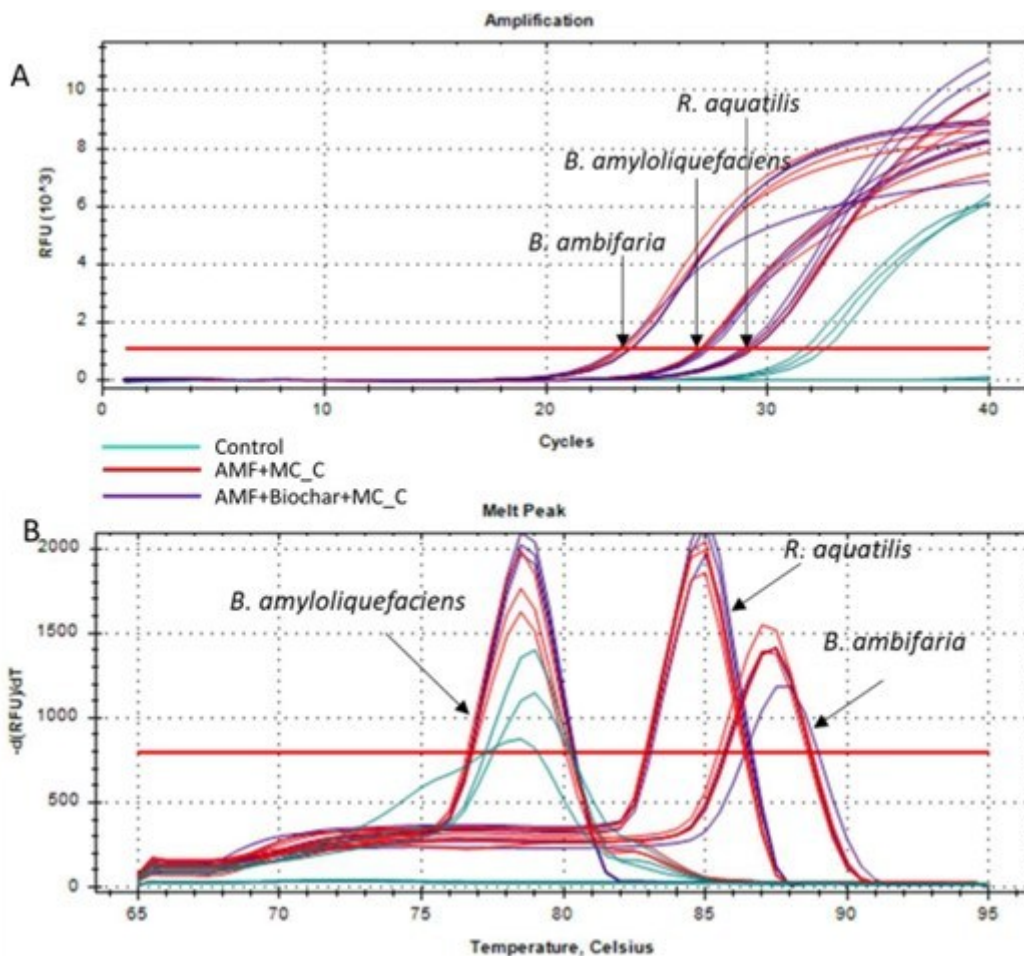 Amplification
A
10
8
6
4
2
0
RFU (10^3)
R. aquatilis
B. amyloliquefaciens
B. ambifaria
0 10 20 30 40
Cycles
Control
AMF+MC_C
AMF+Biochar+MC_C
B
Melt Peak
2000
1500
1000
500
0
-d(RFU)/dT
B. amyloliquefaciens
R. aquatilis
B. ambifaria
65 70 75 80 85 90 95
Temperature, Celsius